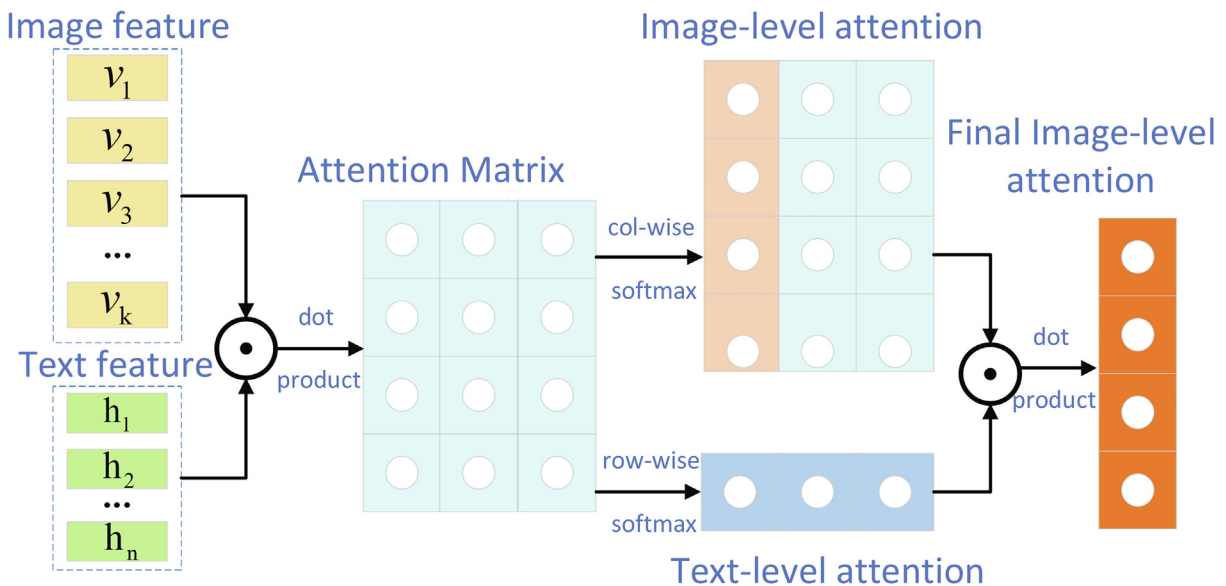 Image feature
v1
v2
v3
...
vk
Text feature
h1
h2
...
hn
dot
product
Attention Matrix
col-wise
softmax
row-wise
softmax
Image-level attention
Text-level attention
dot
product
Final Image-level
attention